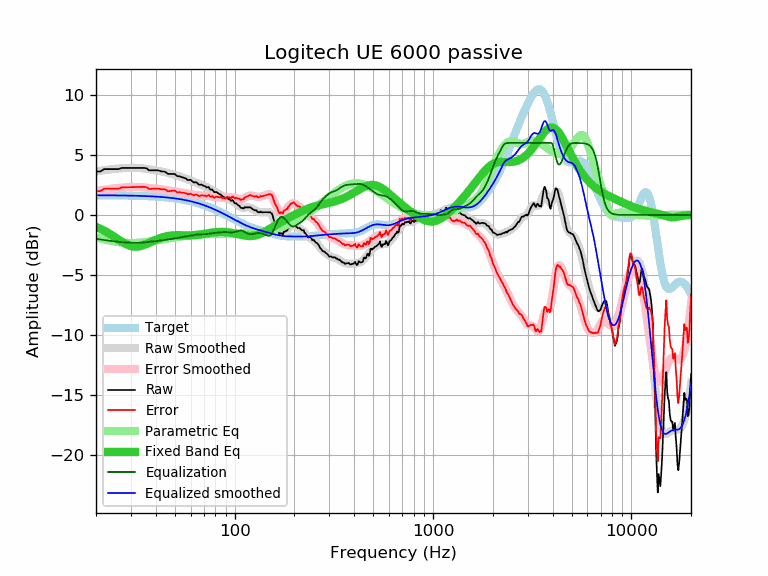 Logitech UE 6000 passive
Amplitude (dBr)
10
5
0
−5
−10
−15
−20
Target
Raw Smoothed
Error Smoothed
Raw
Error
Parametric Eq
Fixed Band Eq
Equalization
Equalized smoothed
100
1000
10000
Frequency (Hz)